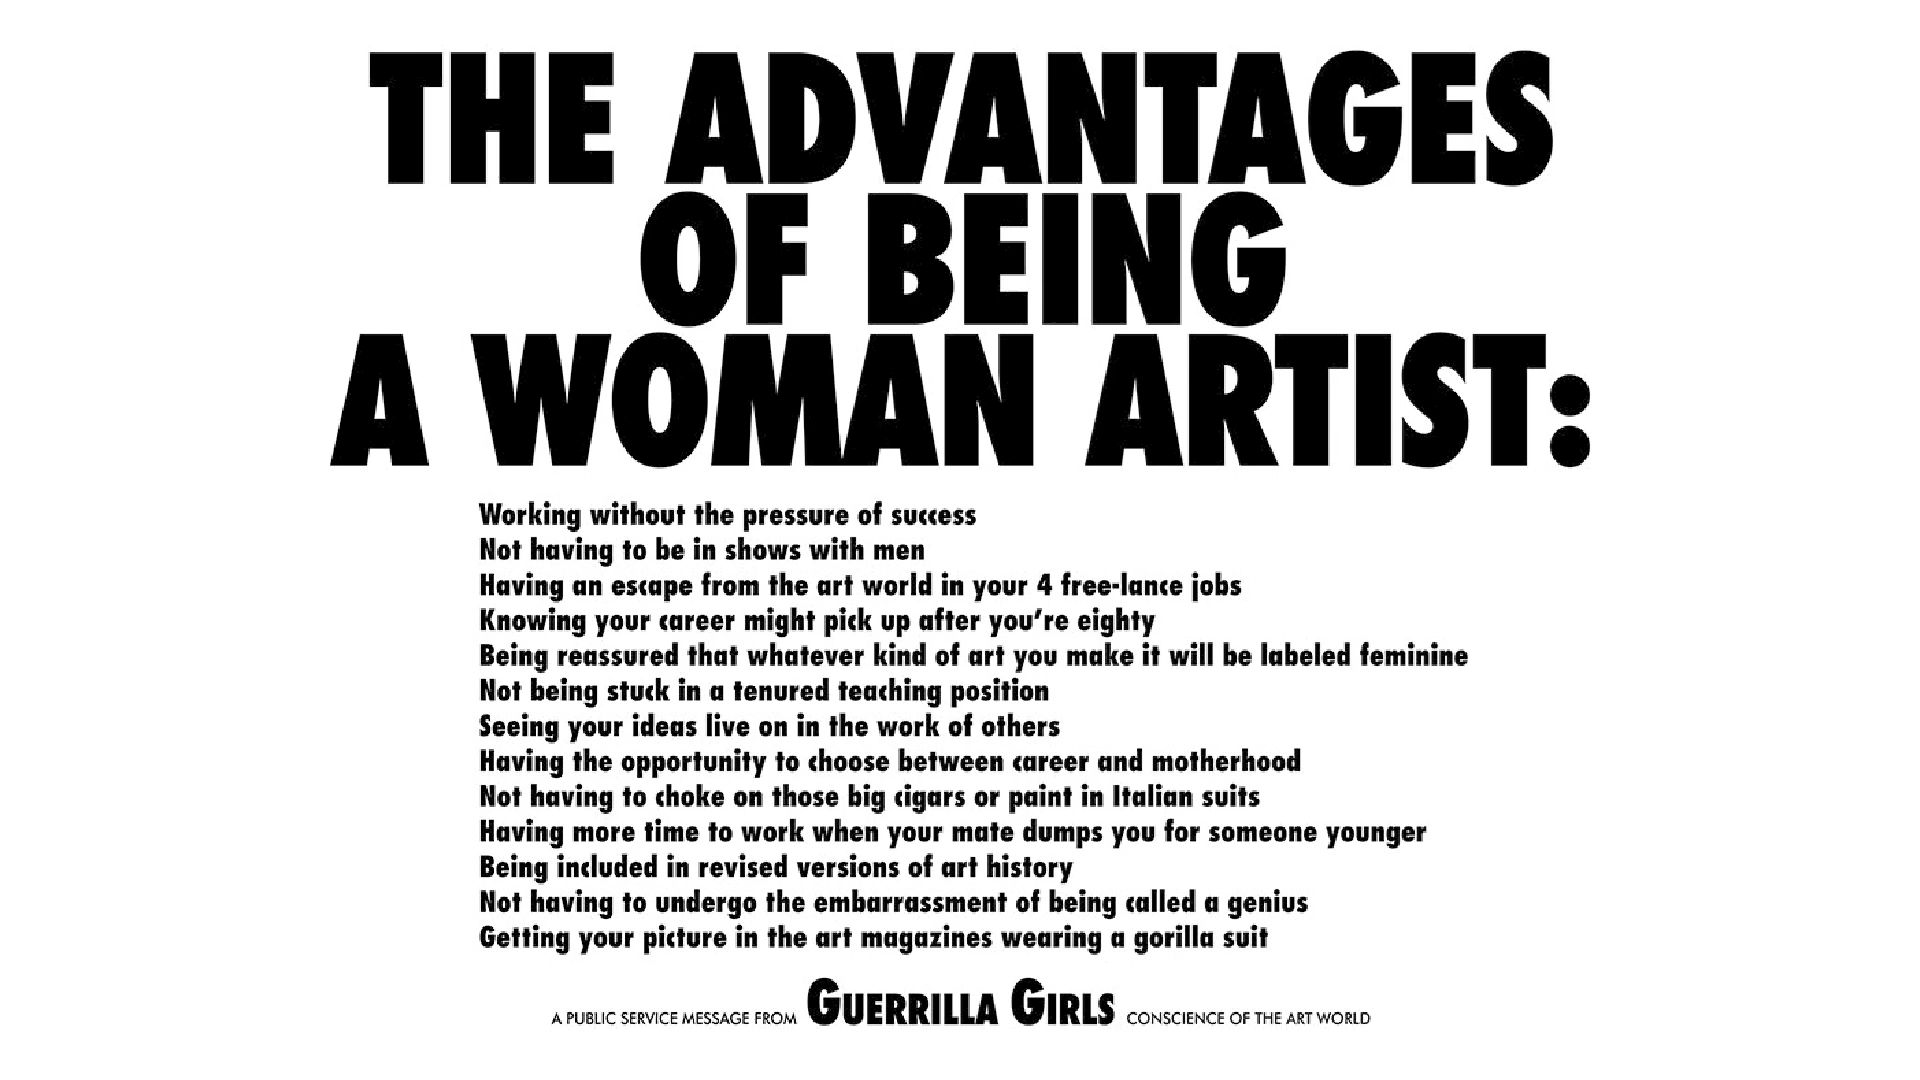 THE ADVANTAGES
OF BEING
A WOMAN ARTIST:
Working without the pressure of success
Not having to be in shows with men
Having an escape from the art world in your 4 free-lance jobs
Knowing your career might pick up after you’re eighty
Being reassured that whatever kind of art you make it will be labeled feminine
Not being stuck in a tenured teaching position
Seeing your ideas live on in the work of others
Having the opportunity to choose between career and motherhood
Not having to choke on those big cigars or paint in Italian suits
Having more time to work when your mate dumps you for someone younger
Being included in revised versions of art history
Not having to undergo the embarrassment of being called a genius
Getting your picture in the art magazines wearing a gorilla suit
A PUBLIC SERVICE MESSAGE FROM GUERRILLA GIRLS CONSCIENCE OF THE ART WORLD